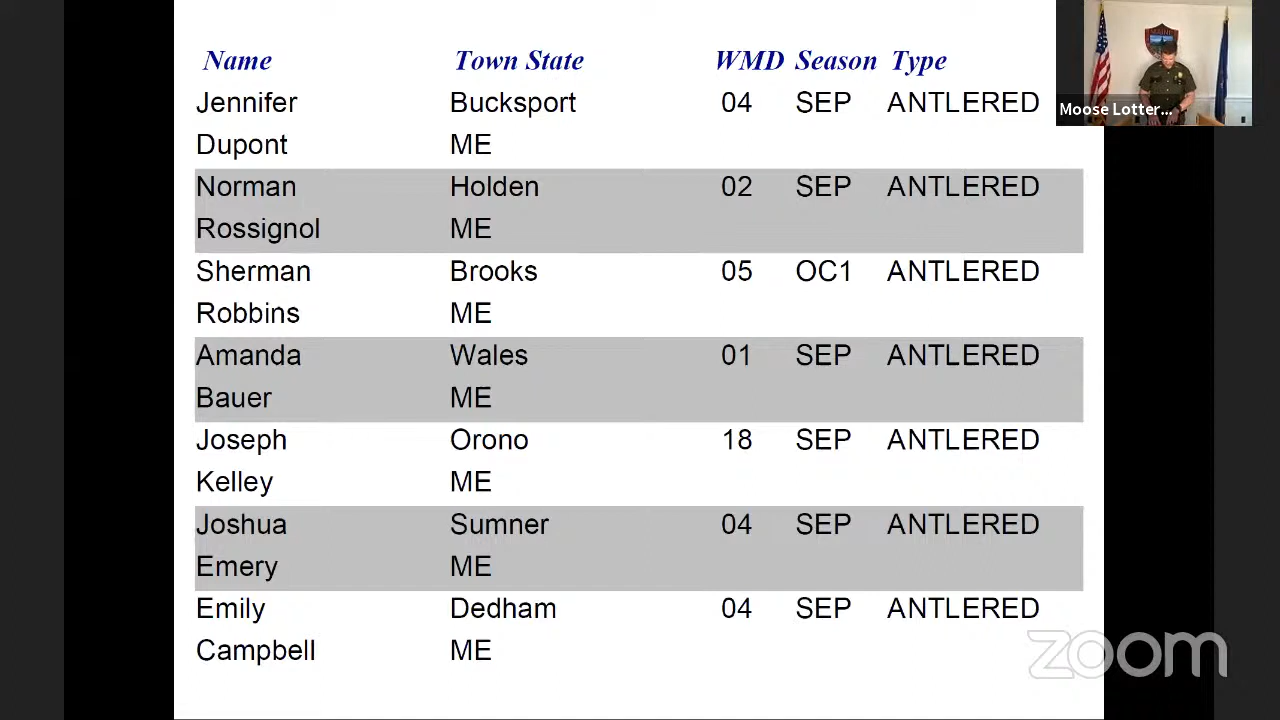 Name Town State WMD Season Type
Jennifer Bucksport 04 SEP ANTLERED
Dupont ME
Norman Holden 02 SEP ANTLERED
Rossignol ME
Sherman Brooks 05 OC1 ANTLERED
Robbins ME
Amanda Wales 01 SEP ANTLERED
Bauer ME
Joseph Orono 18 SEP ANTLERED
Kelley ME
Joshua Sumner 04 SEP ANTLERED
Emery ME
Emily Dedham 04 SEP ANTLERED
Campbell ME
Moose Lotter...
MAINE
zoom